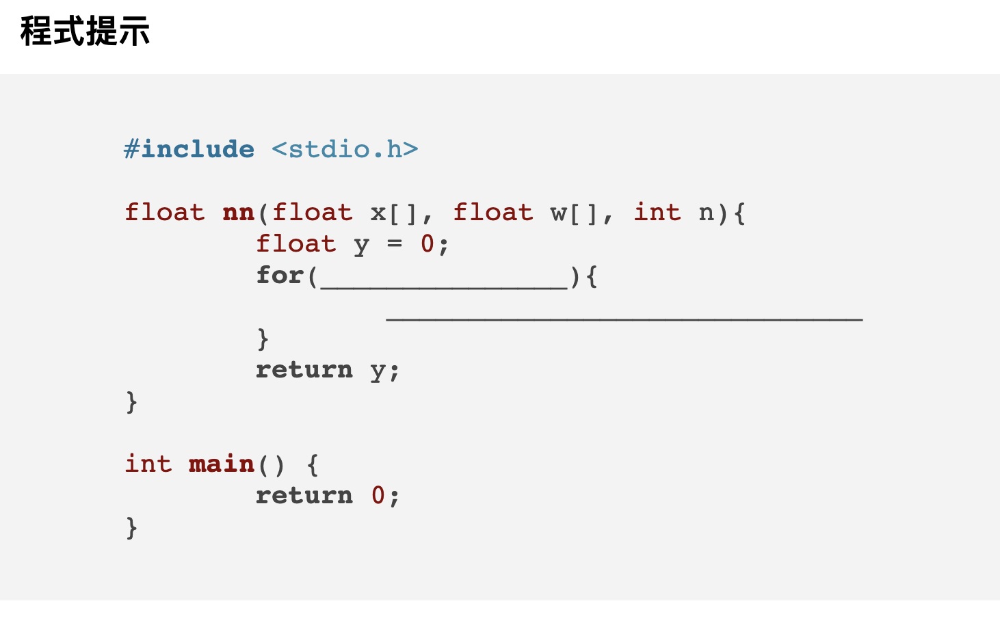 程式提示
#include <stdio.h>
float nn(float x[], float w[], int n){
float y = 0;
for(_______________){
_____________________________
}
return y;
}
int main() {
return 0;
}